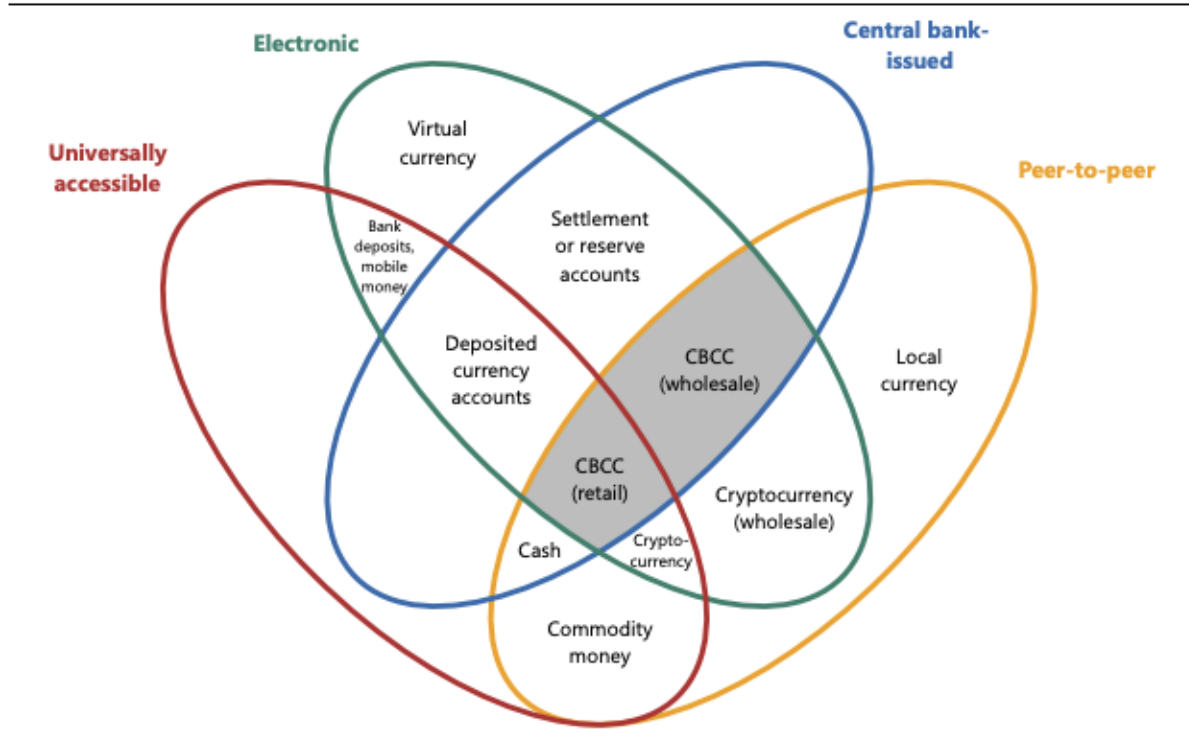 Electronic
Central bank-
issued
Universally
accessible
Peer-to-peer
Virtual
currency
Bank
deposits,
mobile
money
Settlement
or reserve
accounts
Deposited
currency
accounts
CBCC
(wholesale)
Local
currency
CBCC
(retail)
Cryptocurrency
(wholesale)
Cash
Crypto-
currency
Commodity
money